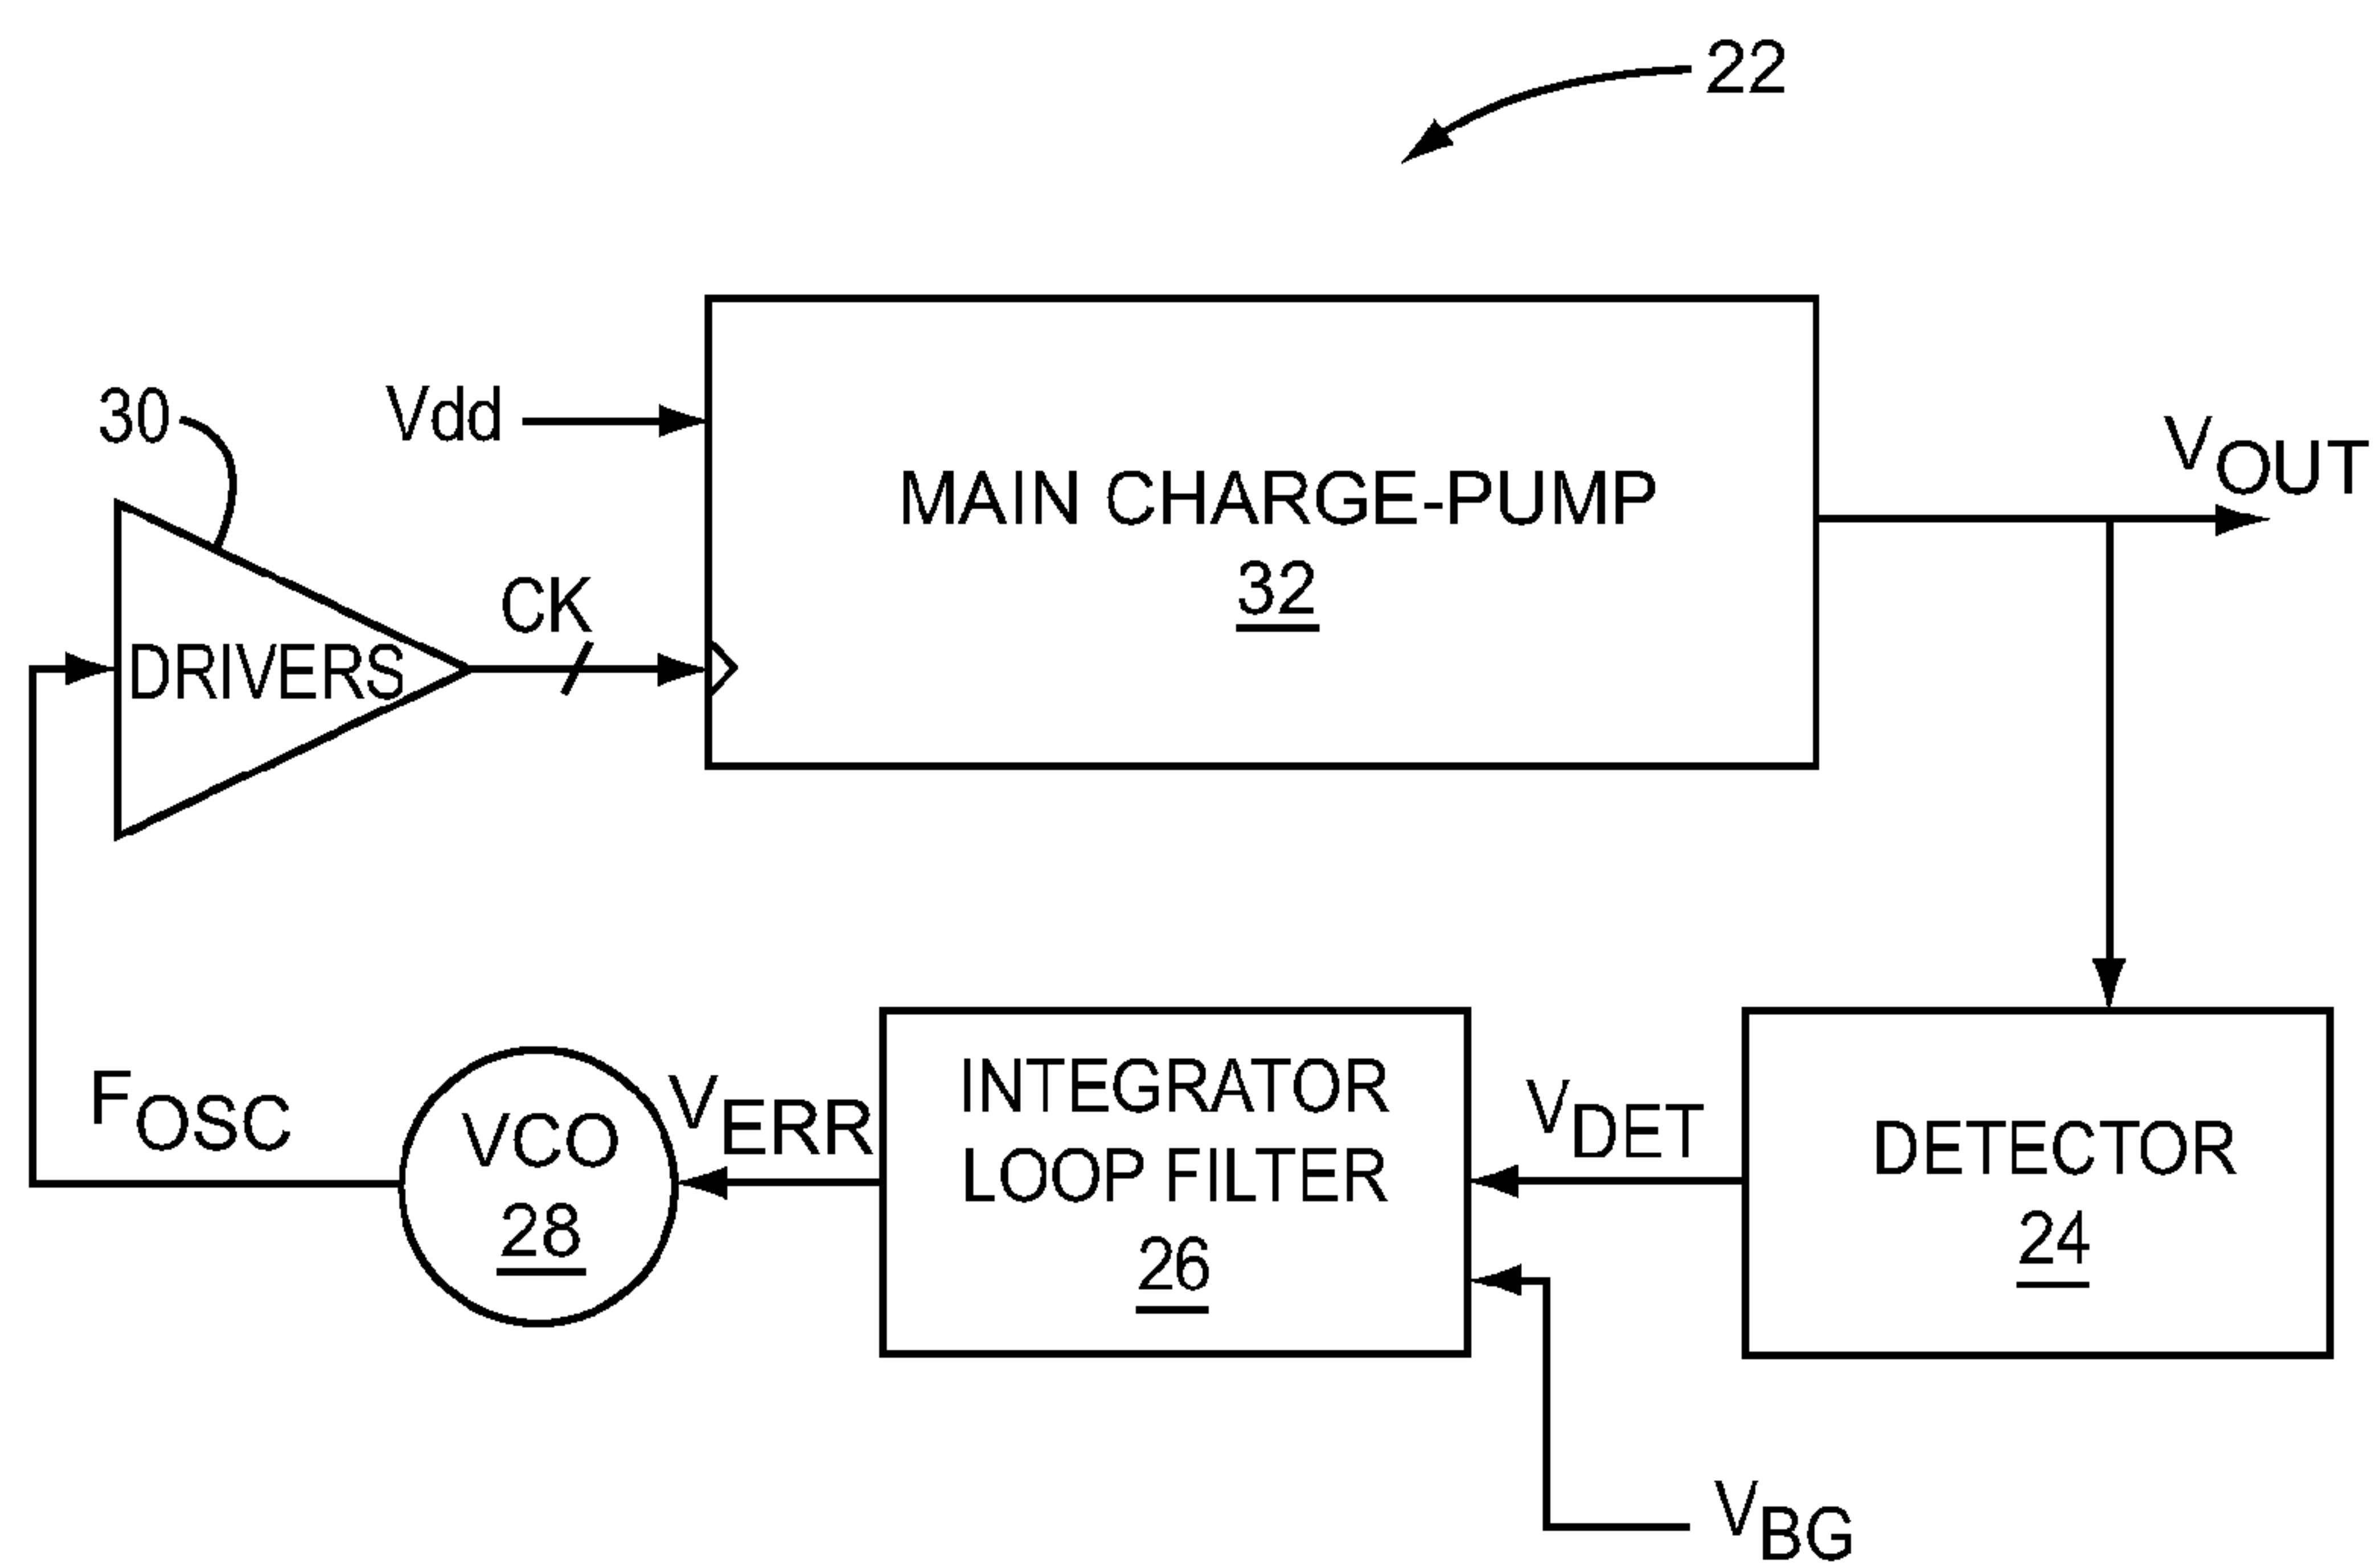 22
30
Vdd
MAIN CHARGE-PUMP
32
VOUT
CK
DRIVERS
FOSC
VCO
28
VERR
INTEGRATOR
LOOP FILTER
26
VDET
DETECTOR
24
VBG